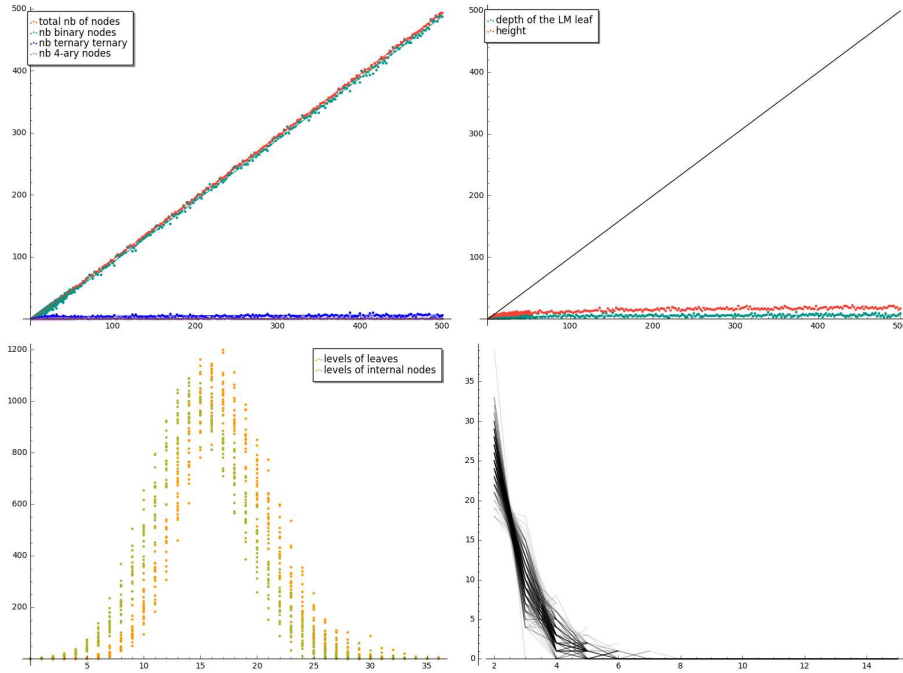 total nb of nodes
nb binary nodes
nb ternary ternary
nb 4-ary nodes
500
400
300
200
100
100 200 300 400 500
depth of the LM leaf
height
500
400
300
200
100
100 200 300 400 500
levels of leaves
levels of internal nodes
1200
1000
800
600
400
200
5 10 15 20 25 30 35
35
30
25
20
15
10
5
0
2 4 6 8 10 12 14